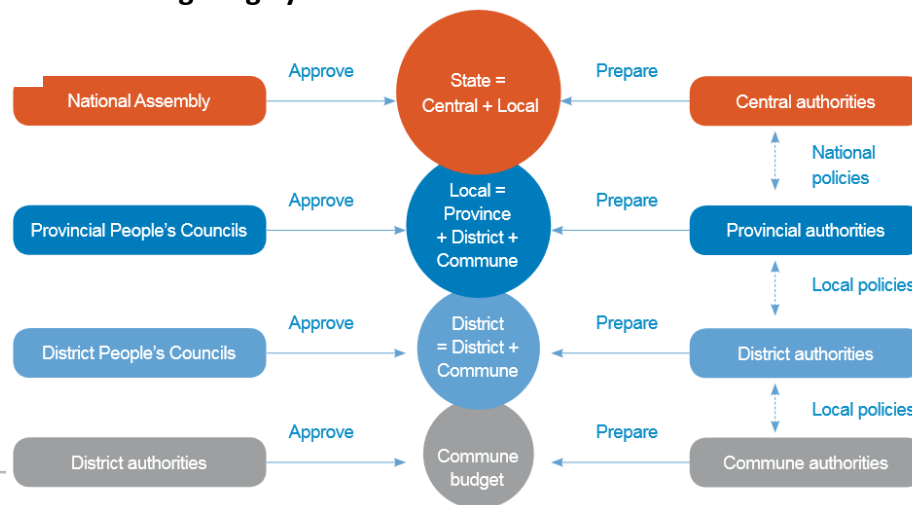 Approve
State =
Central + Local
Prepare
National Assembly
Central authorities
National
policies
Approve
Local =
Province
+ District +
Commune
Prepare
Provincial People's Councils
Provincial authorities
Local policies
Approve
District
= District +
Commune
Prepare
District People's Councils
District authorities
Local policies
Approve
Commune
budget
Prepare
District authorities
Commune authorities